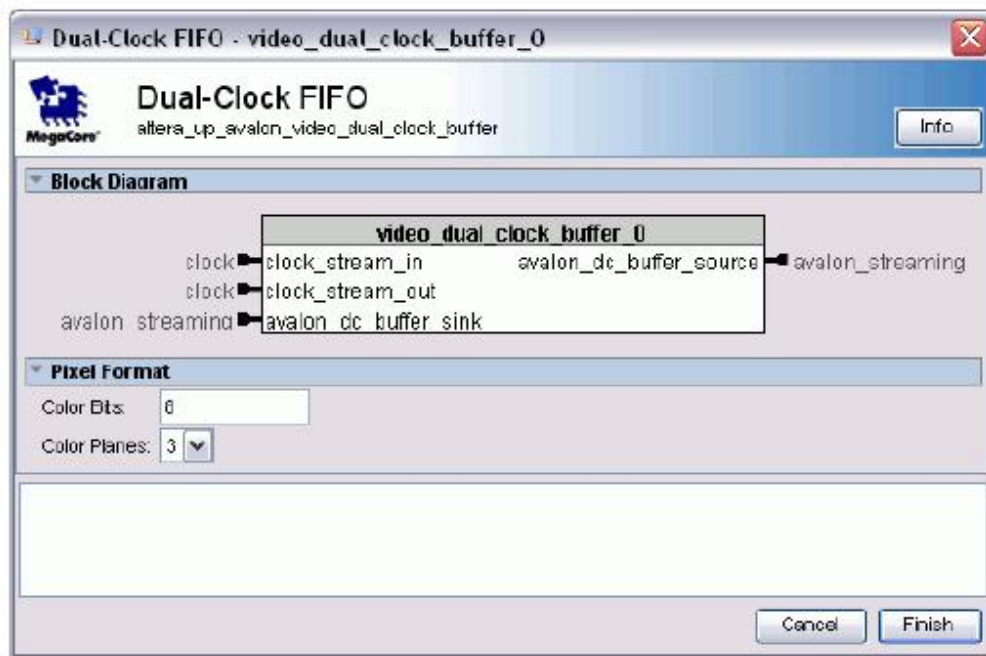 Dual-Clock FIFO - video_dual_clock_buffer_0
Dual-Clock FIFO
MegaCore®
altera_up_avalon_video_dual_clock_buffer
Info
Block Diagram
video_dual_clock_buffer_0
clock clock_stream_in avalon_dc_buffer_source avalon_streaming
clock clock_stream_out
avalon_streaming avalon_dc_buffer_sink
Pixel Format
Color Bits:
Color Planes: 3
Cancel Finish